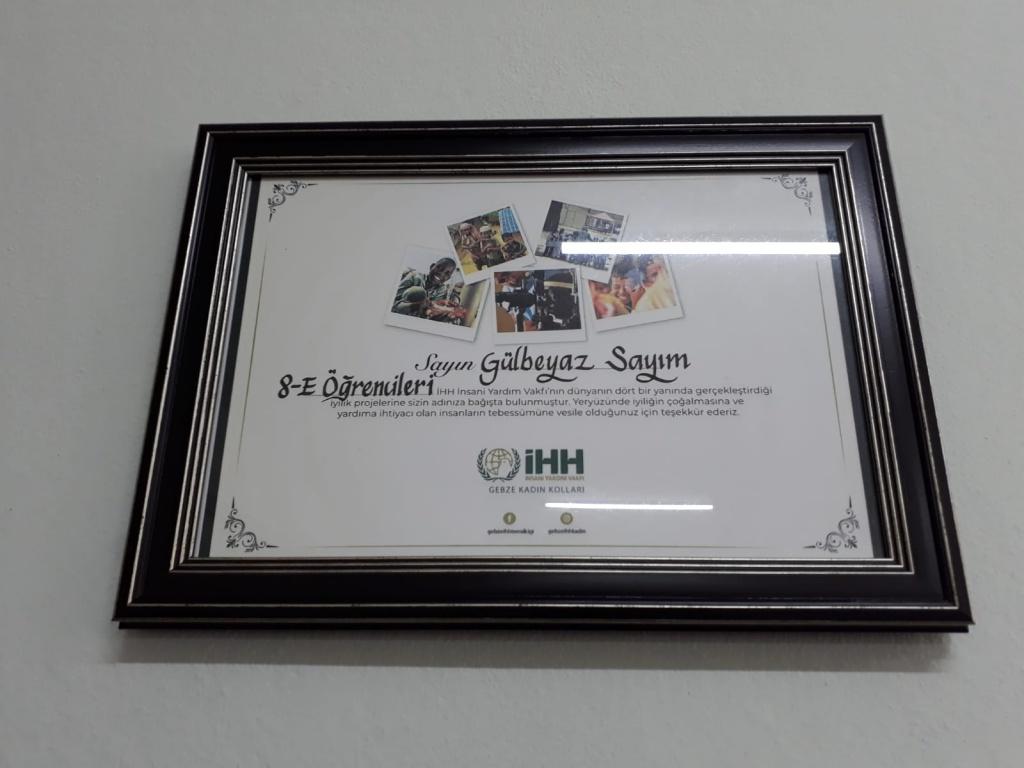 Sayın Gülbeyaz Sayım
8-E Öğrencileri İHH İnsani Yardım Vakfı'nın dünyanın dört bir yanında gerçekleştirdiği
iyilik projelerine sizin adınıza bağışta bulunmuştur. Yeryüzünde iyiliğin çoğalmasına ve
yardıma ihtiyacı olan insanların tebessümüne vesile olduğunuz için teşekkür ederiz.
İHH
İNSANİ YARDIM VAKFI
GEBZE KADIN KOLLARI
gebzeihhkadin